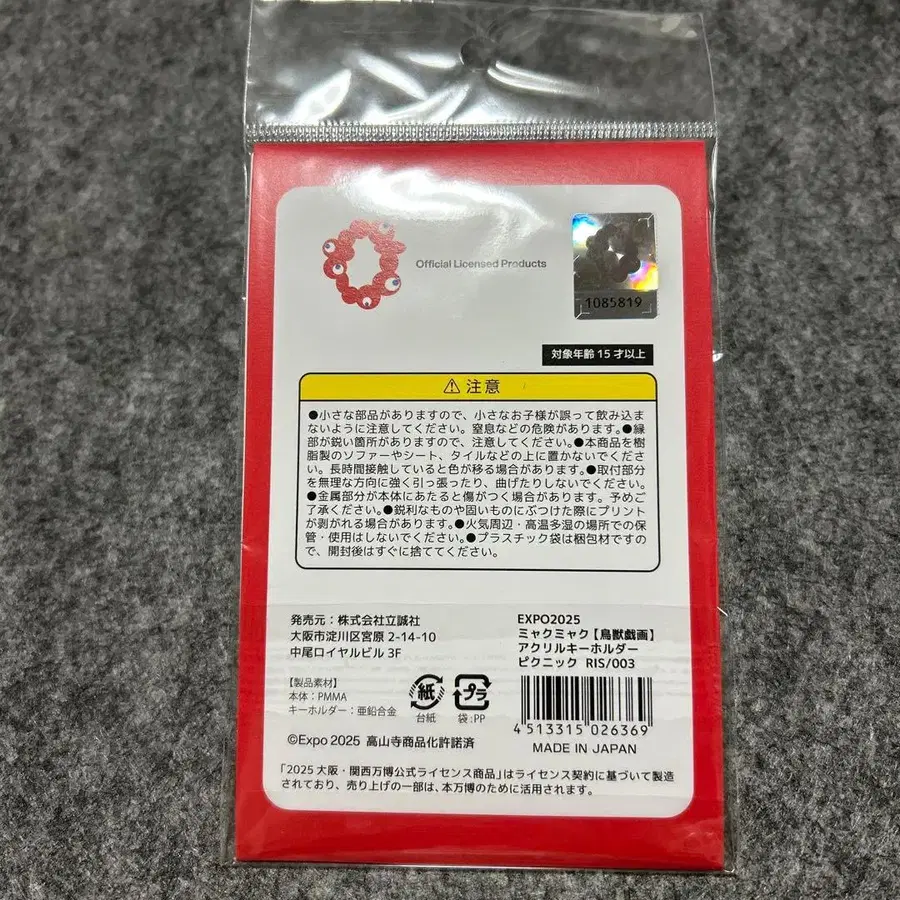 Official Licensed Products
1085819
対象年齢15才以上
⚠注意
●小さな部品がありますので、小さなお子様が誤って飲み込ま
ないように注意してください。窒息などの危険があります。●縁
部が鋭い箇所がありますので、注意してください。●本商品を樹
脂製のソファーやシート、タイルなどの上に置かないでくださ
い。長時間接触していると色が移る場合があります。●取付部分
を無理な方向に強く引っ張ったり、曲げたりしないでください。
●金属部分が本体にあたると傷がつく場合があります。予めご
了承ください。●鋭利なものや固いものにぶつけた際にプリント
が剥がれる場合があります。●火気周辺・高温多湿の場所での保
管・使用はしないでください。●プラスチック袋は梱包材ですの
で、開封後はすぐに捨ててください。
発売元：株式会社立誠社
大阪市淀川区宮原 2-14-10
中尾ロイヤルビル 3F
【製品素材】
本体：PMMA
キーホルダー：亜鉛合金
紙
台紙
プラ
袋：PP
©Expo 2025 高山寺商品化許諾済
EXPO2025
ミャクミャク【鳥獣戯画】
アクリルキーホルダー
ピクニック RIS/003
4 513315 026369
MADE IN JAPAN
「2025 大阪・関西万博公式ライセンス商品」はライセンス契約に基づいて製造
されており、売り上げの一部は、本万博のために活用されます。